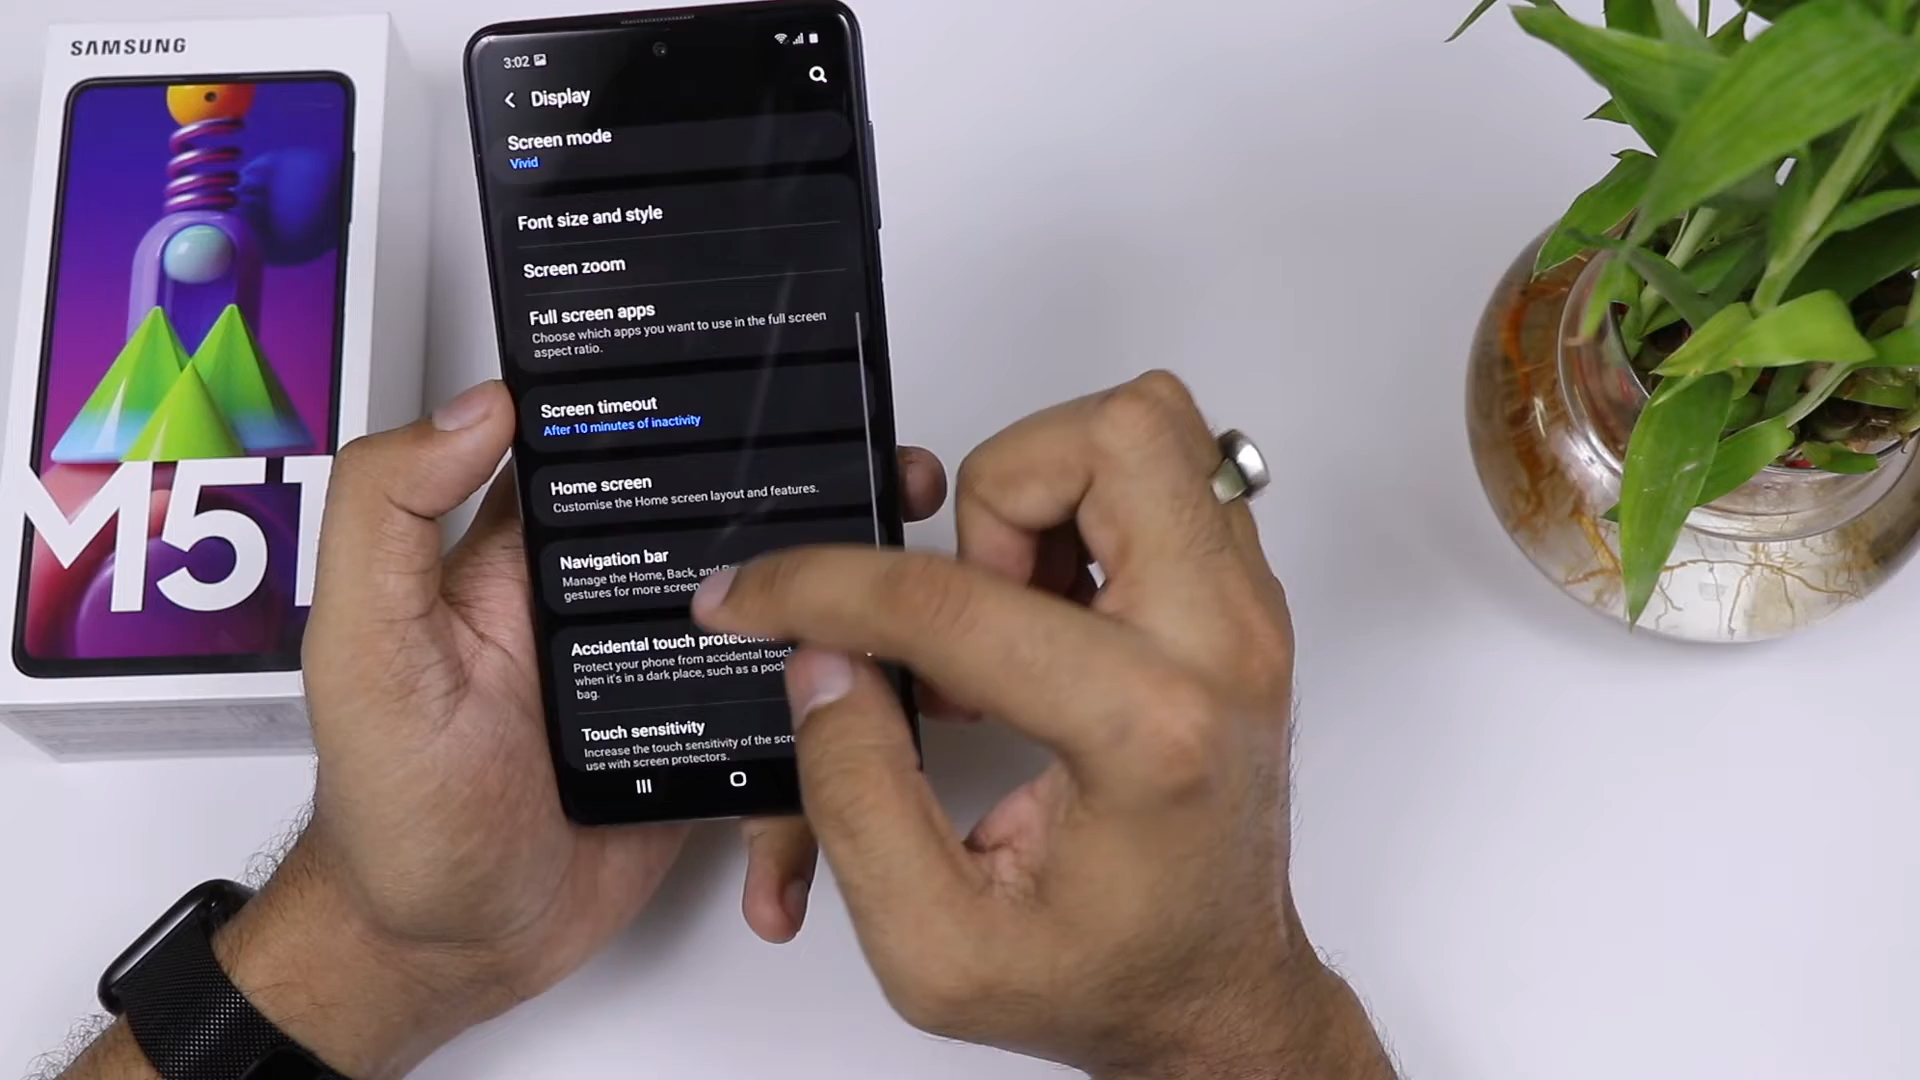 SAMSUNG
M51
3:02
Display
Screen mode
Vivid
Font size and style
Screen zoom
Full screen apps
Choose which apps you want to use in the full screen
aspect ratio.
Screen timeout
After 10 minutes of inactivity
Home screen
Customise the Home screen layout and features.
Navigation bar
Manage the Home, Back, and
gestures for more screen
Accidental touch protection
Protect your phone from accidental touch
when it's in a dark place, such as a
bag.
Touch sensitivity
Increase the touch sensitivity of the
use with screen protectors.